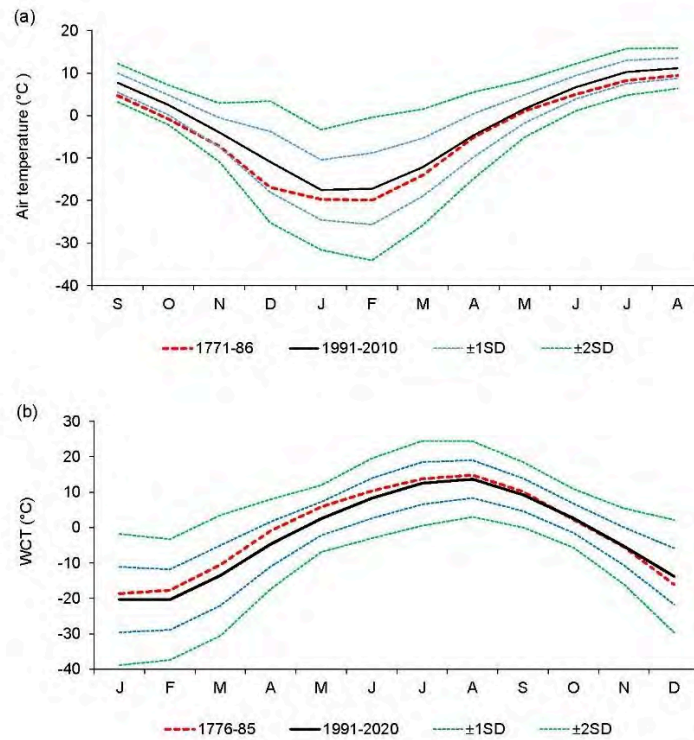 (a)
20
10
0
-10
-20
-30
-40
Air temperature (°C)
S O N D J F M A M J J A
1771-86 1991-2010 ±1SD ±2SD
(b)
30
20
10
0
-10
-20
-30
-40
WCT (°C)
J F M A M J J A S O N D
1776-85 1991-2020 ±1SD ±2SD